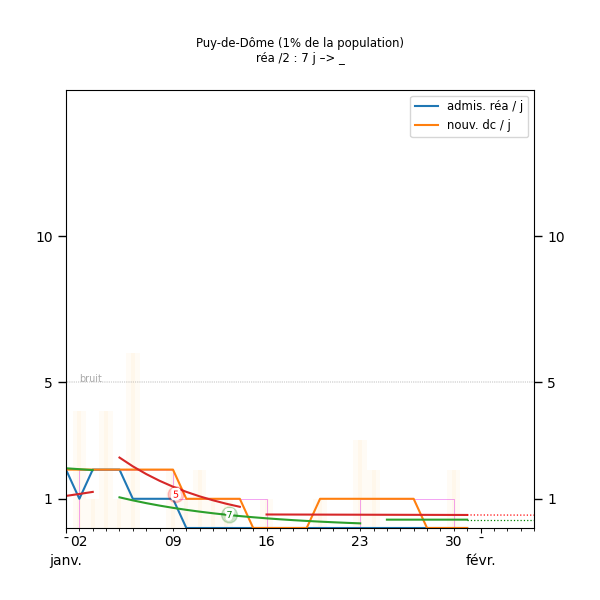 Puy-de-Dôme (1% de la population)
réa /2 : 7 j –> _
admis. réa / j
nouv. dc / j
10
10
bruit
5
5
5
7
1
1
02
09
16
23
30
-
janv.
févr.